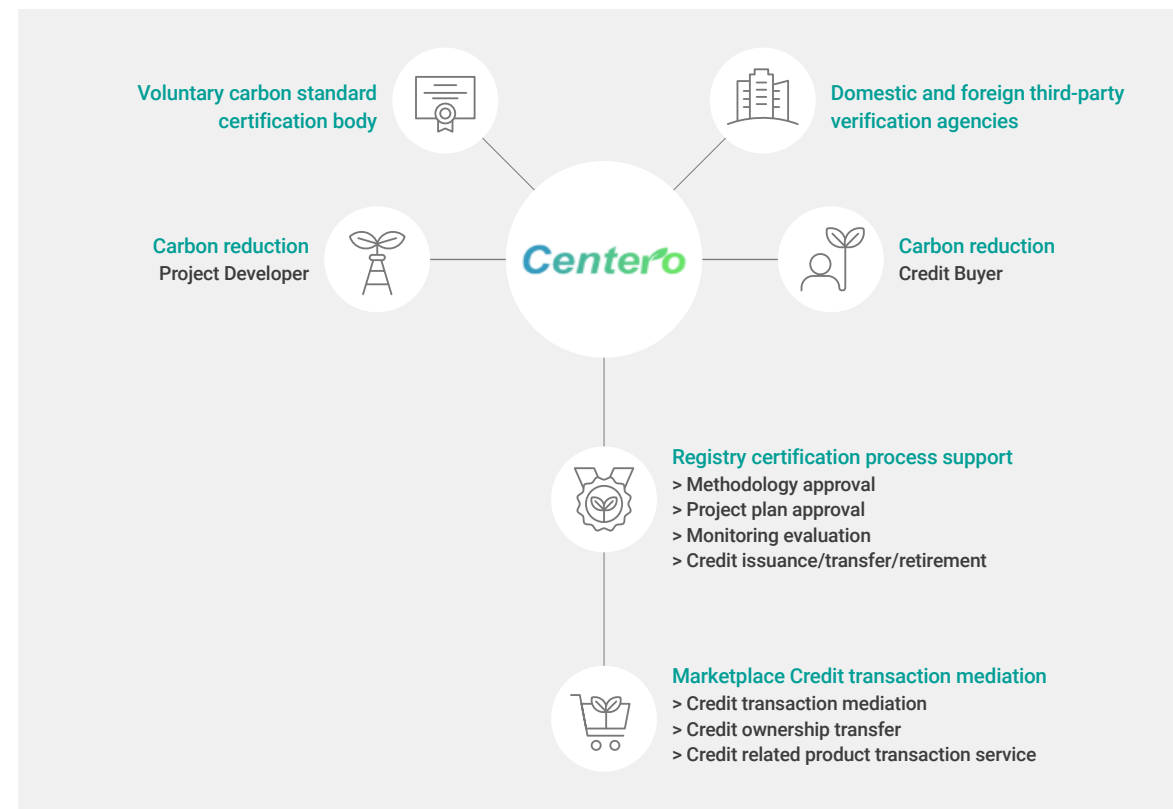 Voluntary carbon standard
certification body
Domestic and foreign third-party
verification agencies
Carbon reduction
Project Developer
Centero
Carbon reduction
Credit Buyer
Registry certification process support
> Methodology approval
> Project plan approval
> Monitoring evaluation
> Credit issuance/transfer/retirement
Marketplace Credit transaction mediation
> Credit transaction mediation
> Credit ownership transfer
> Credit related product transaction service